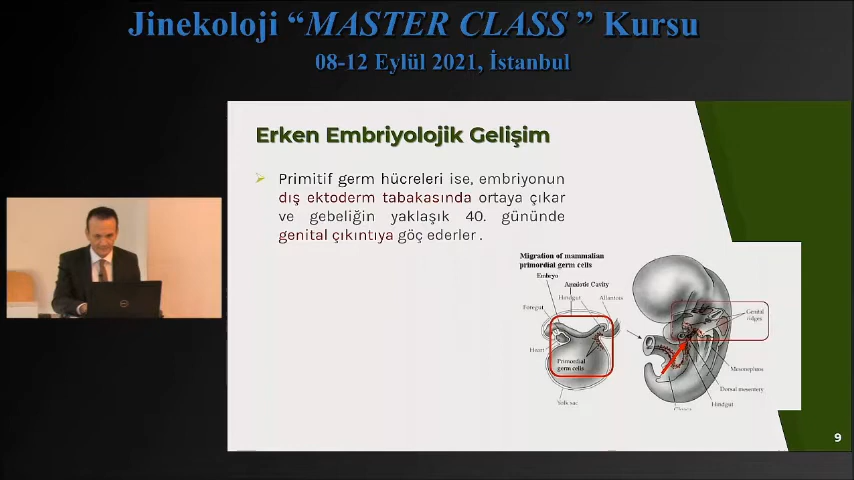 Jinekoloji “MASTER CLASS ” Kursu
08-12 Eylül 2021, İstanbul
Erken Embriyolojik Gelişim
Primitif germ hücreleri ise, embriyonun
dış ektoderm tabakasında ortaya çıkar
ve gebeliğin yaklaşık 40. gününde
genital çıkıntıya göç ederler .
Migration of mammalian
primordial germ cells
Embryo
Amniotic Cavity
Hindgut
Allantois
Foregut
Heart
Primordial
germ cells
Yolk sac
Genital
ridges
Mesonephros
Dorsal mesentery
Hindgut
Cloaca
DELL
9